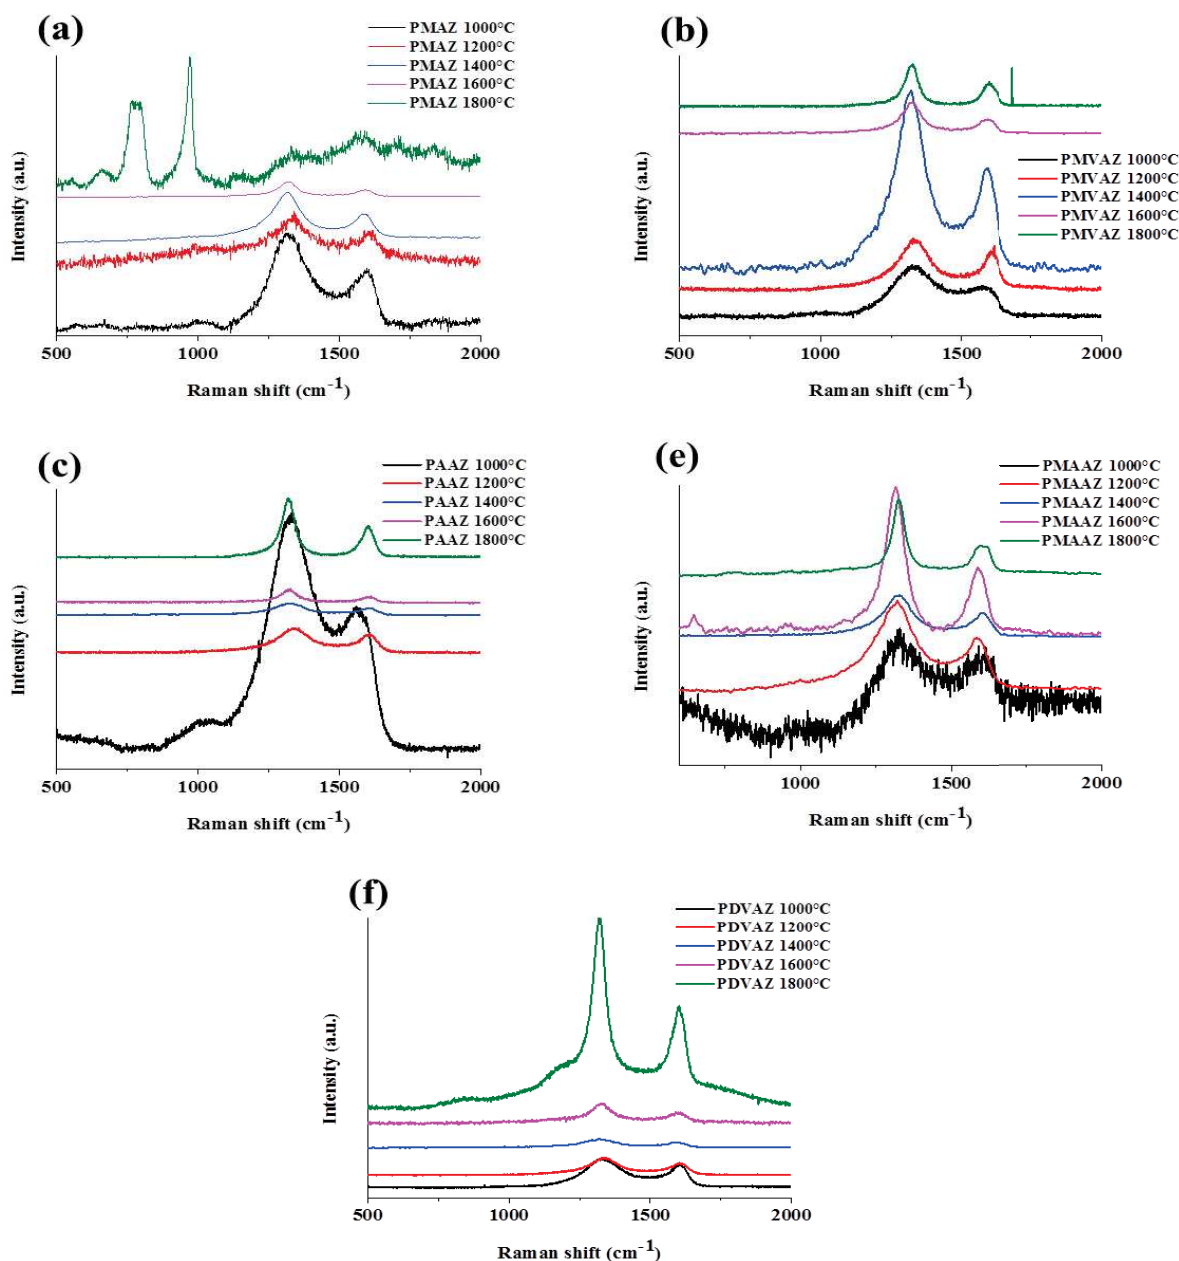 (a)
PMAZ 1000°C
PMAZ 1200°C
PMAZ 1400°C
PMAZ 1600°C
PMAZ 1800°C
Intensity (a.u.)
500 1000 1500 2000
Raman shift (cm-1)
(b)
PMVAZ 1000°C
PMVAZ 1200°C
PMVAZ 1400°C
PMVAZ 1600°C
PMVAZ 1800°C
Intensity (a.u.)
500 1000 1500 2000
Raman shift (cm-1)
(c)
PAAZ 1000°C
PAAZ 1200°C
PAAZ 1400°C
PAAZ 1600°C
PAAZ 1800°C
Intensity (a.u.)
500 1000 1500 2000
Raman shift (cm-1)
(e)
PMAAZ 1000°C
PMAAZ 1200°C
PMAAZ 1400°C
PMAAZ 1600°C
PMAAZ 1800°C
Intensity (a.u.)
1000 1500 2000
Raman shift (cm-1)
(f)
PDVAZ 1000°C
PDVAZ 1200°C
PDVAZ 1400°C
PDVAZ 1600°C
PDVAZ 1800°C
Intensity (a.u.)
500 1000 1500 2000
Raman shift (cm-1)